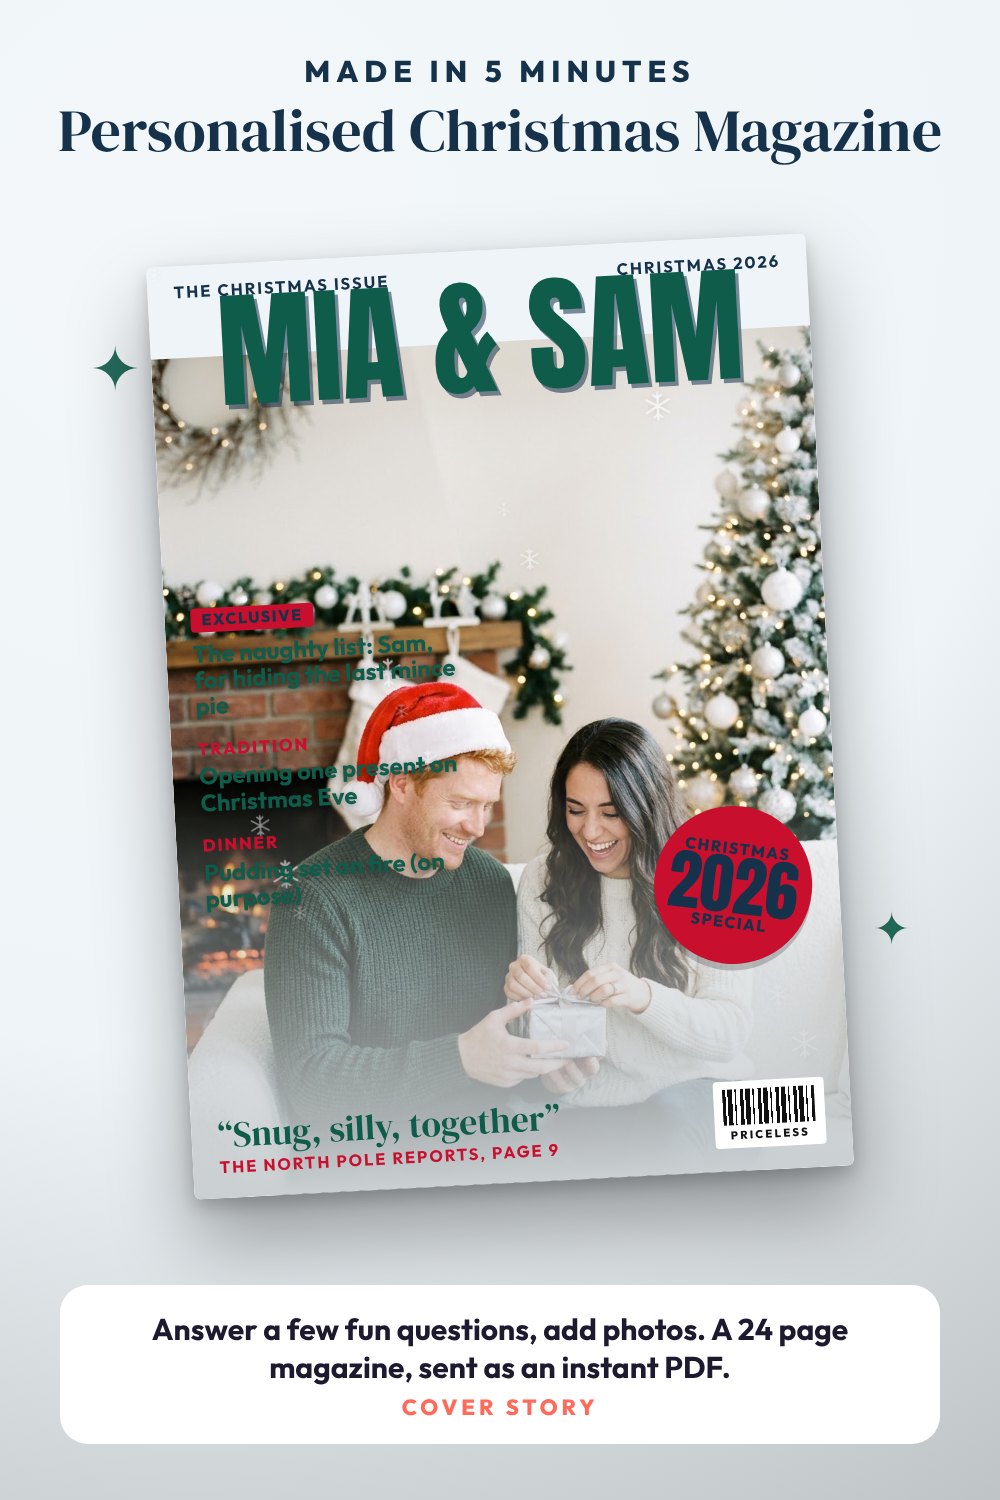 MADE IN 5 MINUTES
Personalised Christmas Magazine
THE CHRISTMAS ISSUE
CHRISTMAS 2026
MIA & SAM
EXCLUSIVE
The naughty list: Sam,
for hiding the last mince
pie
TRADITION
Opening one present on
Christmas Eve
DINNER
Pudding set on fire (on
purpose)
CHRISTMAS
2026
SPECIAL
“Snug, silly, together”
THE NORTH POLE REPORTS, PAGE 9
PRICELESS
Answer a few fun questions, add photos. A 24 page
magazine, sent as an instant PDF.
COVER STORY